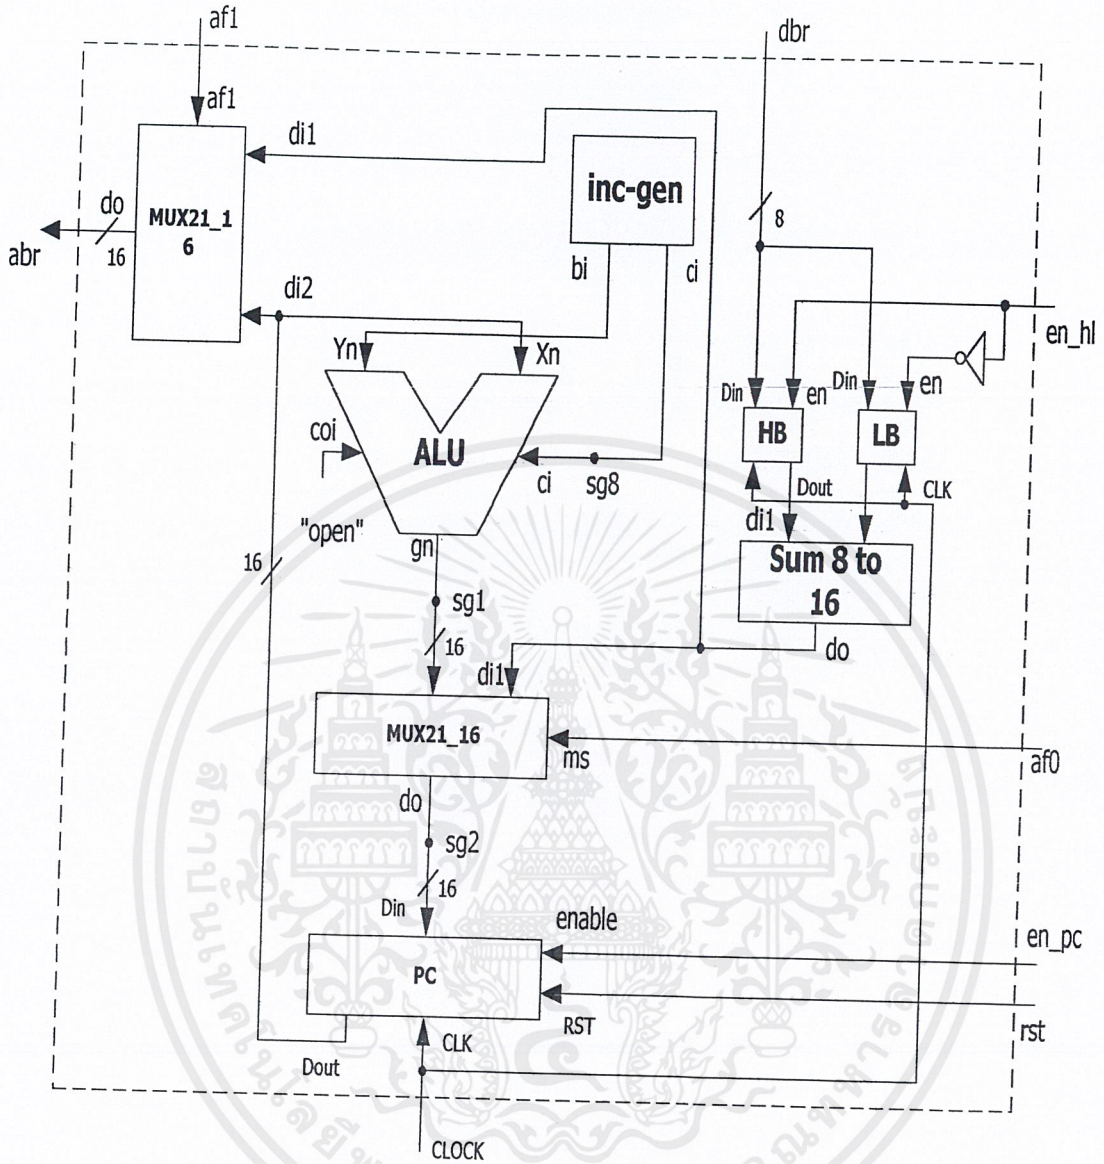 af1
dbr
af1
di1
inc-gen
8
do
MUX21_1
6
16
abr
bi
ci
di2
en_hl
Yn
Xn
Din
en
Din
en
HB
LB
coi
ALU
ci
sg8
Dout
CLK
"open"
gn
di1
Sum 8 to
16
16
sg1
16
do
di1
MUX21_16
ms
af0
do
sg2
16
Din
enable
en_pc
PC
RST
rst
CLK
Dout
CLOCK